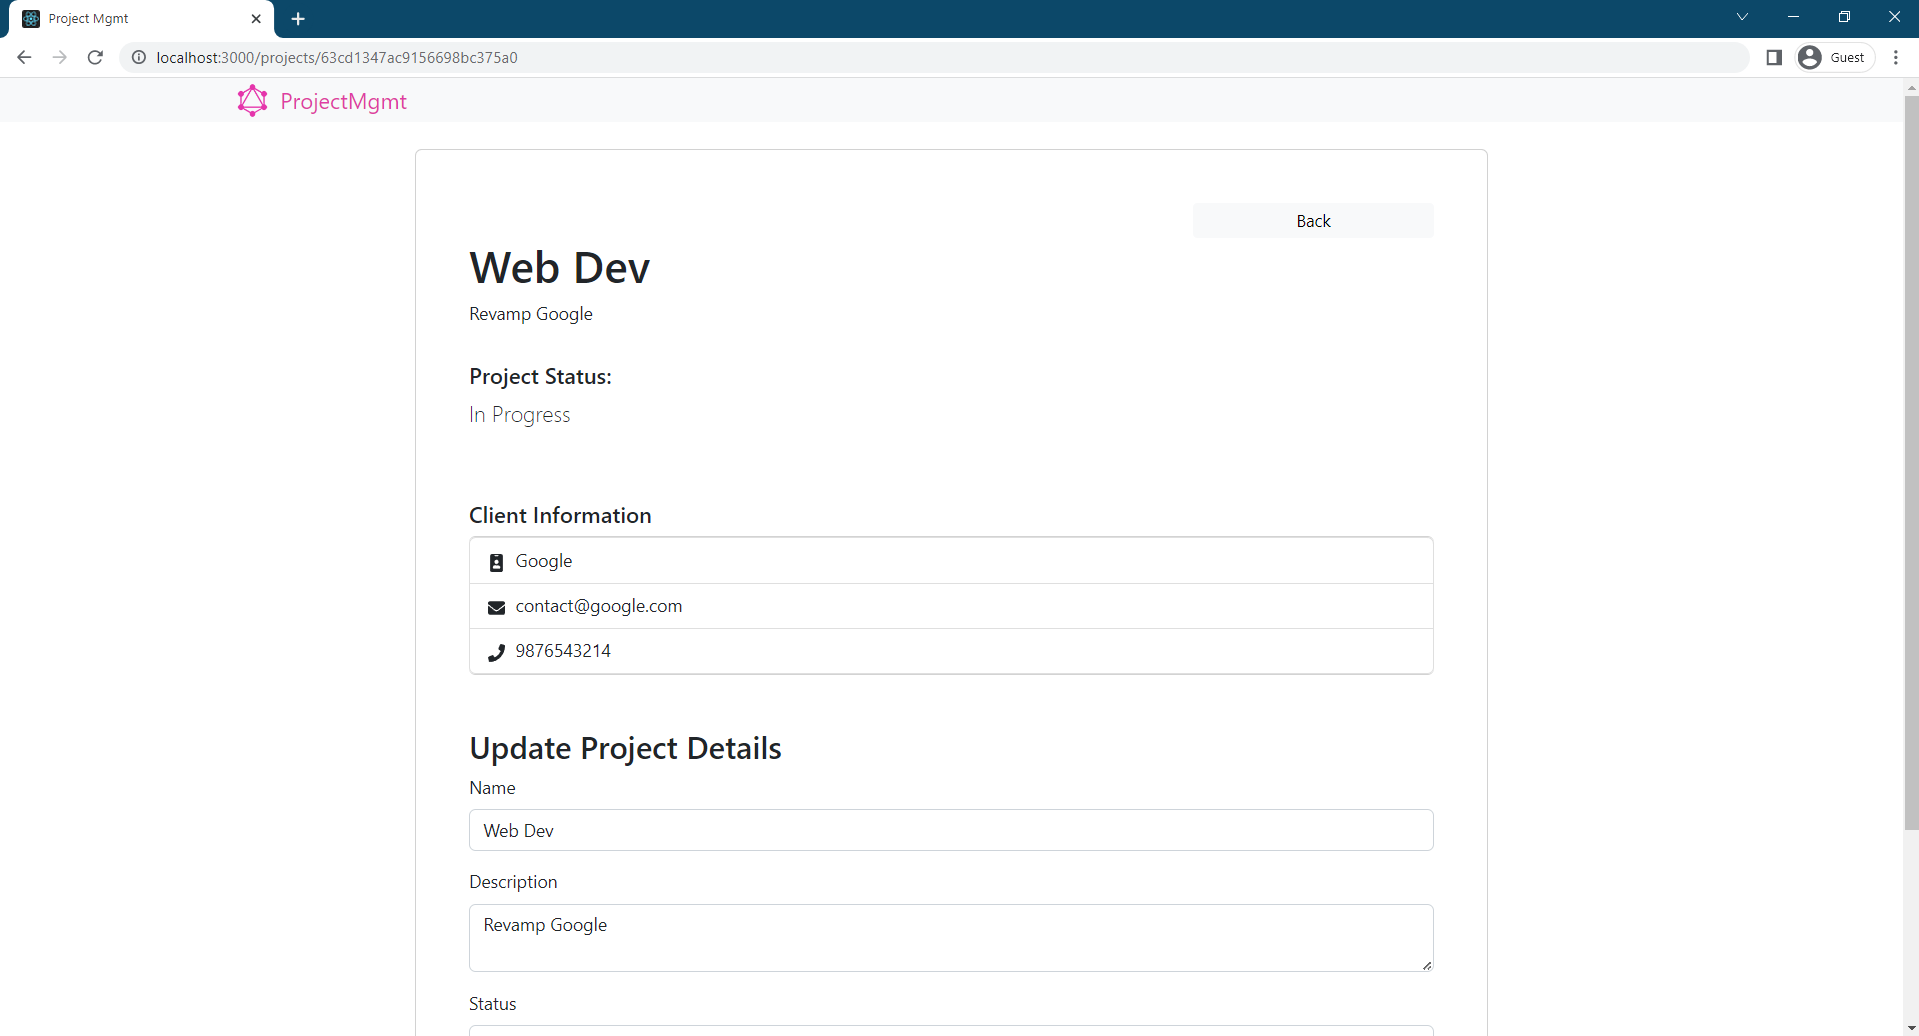 Project Mgmt
localhost:3000/projects/63cd1347ac9156698bc375a0
Guest
ProjectMgmt
Back
Web Dev
Revamp Google
Project Status:
In Progress
Client Information
Google
contact@google.com
9876543214
Update Project Details
Name
Web Dev
Description
Revamp Google
Status